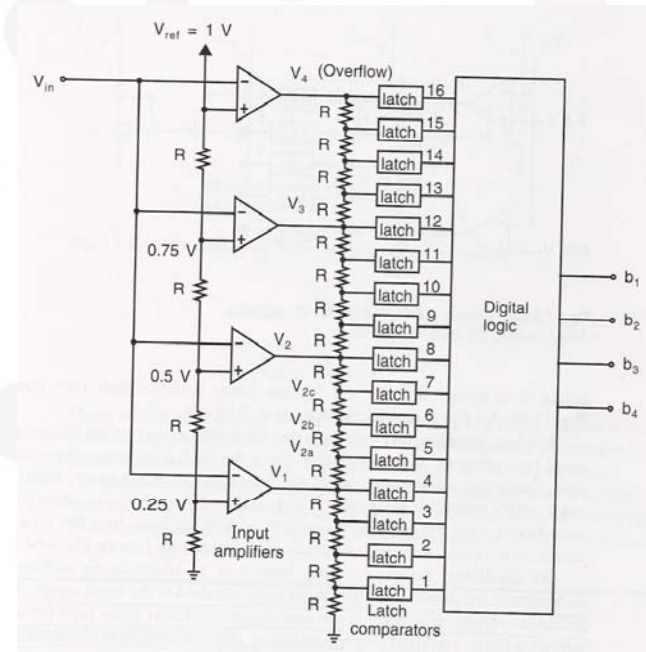 V_ref = 1 V
V_in
V_4 (Overflow)
latch 16
R
latch 15
R
R
latch 14
R
latch 13
R
V_3
latch 12
R
0.75 V
latch 11
R
R
latch 10
R
latch 9
Digital logic
R
V_2
latch 8
R
0.5 V
V_2c
latch 7
R
V_2b
latch 6
R
R
V_2a
latch 5
R
V_1
latch 4
R
0.25 V
latch 3
R
R
Input amplifiers
latch 2
R
latch 1
R
Latch comparators
b_1
b_2
b_3
b_4
+
−
+
−
+
−
+
−